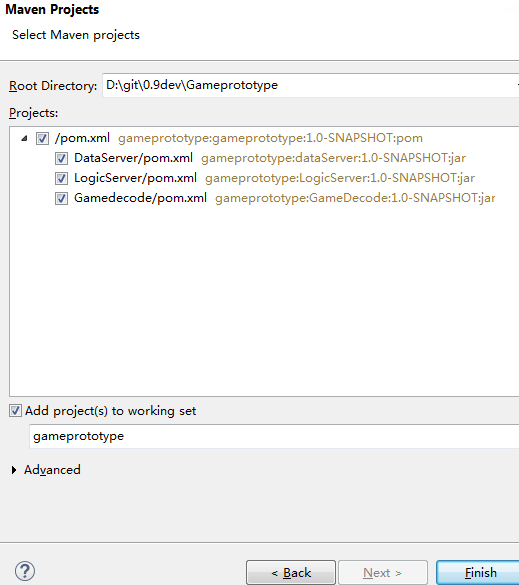 Maven Projects
Select Maven projects
Root Directory: D:\git\0.9dev\Gameprototype
Projects:
/pom.xml gameprototype:gameprototype:1.0-SNAPSHOT:pom
DataServer/pom.xml gameprototype:dataServer:1.0-SNAPSHOT:jar
LogicServer/pom.xml gameprototype:LogicServer:1.0-SNAPSHOT:jar
Gamedecode/pom.xml gameprototype:GameDecode:1.0-SNAPSHOT:jar
Add project(s) to working set
gameprototype
Advanced
? < Back Next > Finish